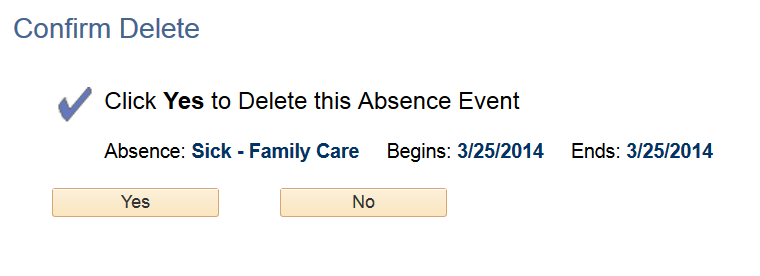 Confirm Delete
Click Yes to Delete this Absence Event
Absence: Sick - Family Care Begins: 3/25/2014 Ends: 3/25/2014
Yes No